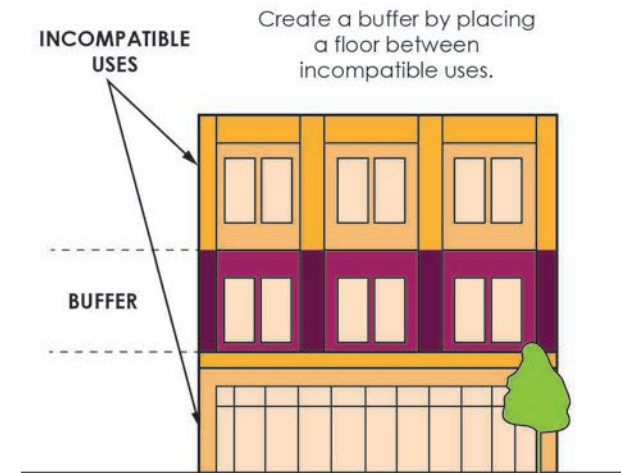 Create a buffer by placing
a floor between
incompatible uses.
INCOMPATIBLE
USES
BUFFER